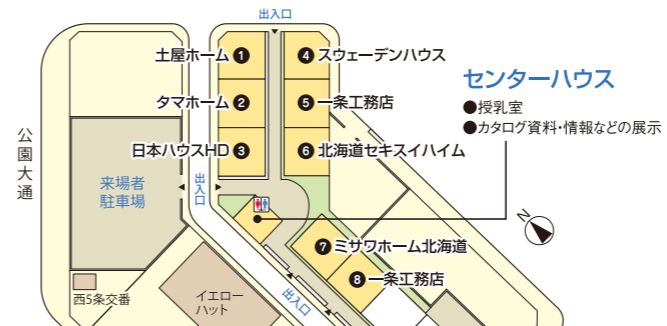 出入口
土屋ホーム ❶
❹ スウェーデンハウス
タマホーム ❷
❺ 一条工務店
日本ハウスHD ❸
❻ 北海道セキスイハイム
センターハウス
●授乳室
●カタログ資料・情報などの展示
公園大通
来場者
駐車場
出入口
N
❼ ミサワホーム北海道
❽ 一条工務店
西5条交番
イエロー
ハット
出入口